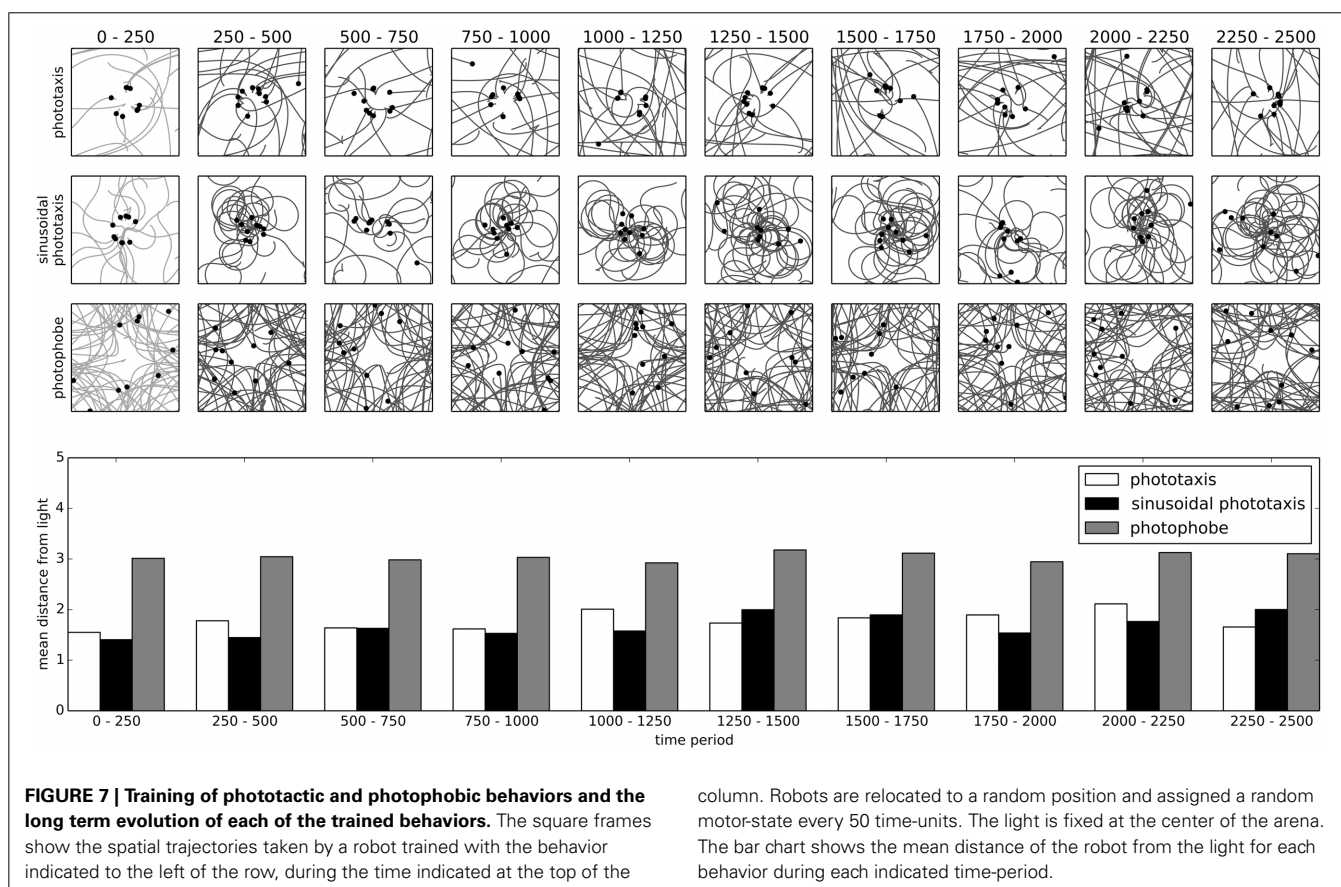 0 - 250 250 - 500 500 - 750 750 - 1000 1000 - 1250 1250 - 1500 1500 - 1750 1750 - 2000 2000 - 2250 2250 - 2500
phototaxis
sinusoidal
phototaxis
photophobe
5
4
3
2
1
0
mean distance from light
phototaxis
sinusoidal phototaxis
photophobe
0 - 250 250 - 500 500 - 750 750 - 1000 1000 - 1250 1250 - 1500 1500 - 1750 1750 - 2000 2000 - 2250 2250 - 2500
time period
FIGURE 7 | Training of phototactic and photophobic behaviors and the
long term evolution of each of the trained behaviors. The square frames
show the spatial trajectories taken by a robot trained with the behavior
indicated to the left of the row, during the time indicated at the top of the
column. Robots are relocated to a random position and assigned a random
motor-state every 50 time-units. The light is fixed at the center of the arena.
The bar chart shows the mean distance of the robot from the light for each
behavior during each indicated time-period.